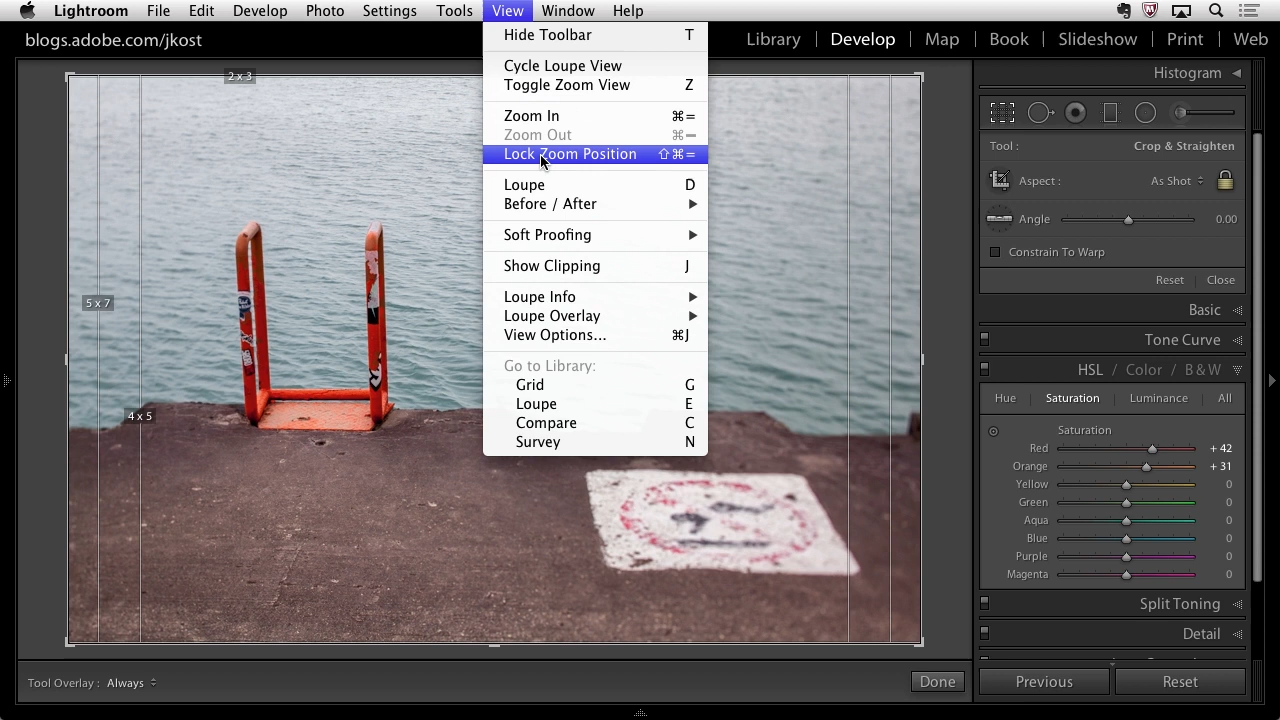 Lightroom File Edit Develop Photo Settings Tools View Window Help
blogs.adobe.com/jkost
Library | Develop | Map | Book | Slideshow | Print | Web
Hide Toolbar T
Cycle Loupe View
Toggle Zoom View Z
Zoom In ⌘=
Zoom Out ⌘−
Lock Zoom Position ⇧⌘=
Loupe D
Before / After ▶
Soft Proofing ▶
Show Clipping J
Loupe Info ▶
Loupe Overlay ▶
View Options... ⌘J
Go to Library:
Grid G
Loupe E
Compare C
Survey N
2 x 3
5 x 7
4 x 5
Histogram
Tool : Crop & Straighten
Aspect : As Shot
Angle 0.00
Constrain To Warp
Reset Close
Basic
Tone Curve
HSL / Color / B & W
Hue Saturation Luminance All
Saturation
Red + 42
Orange + 31
Yellow 0
Green 0
Aqua 0
Blue 0
Purple 0
Magenta 0
Split Toning
Detail
Tool Overlay : Always
Done
Previous Reset